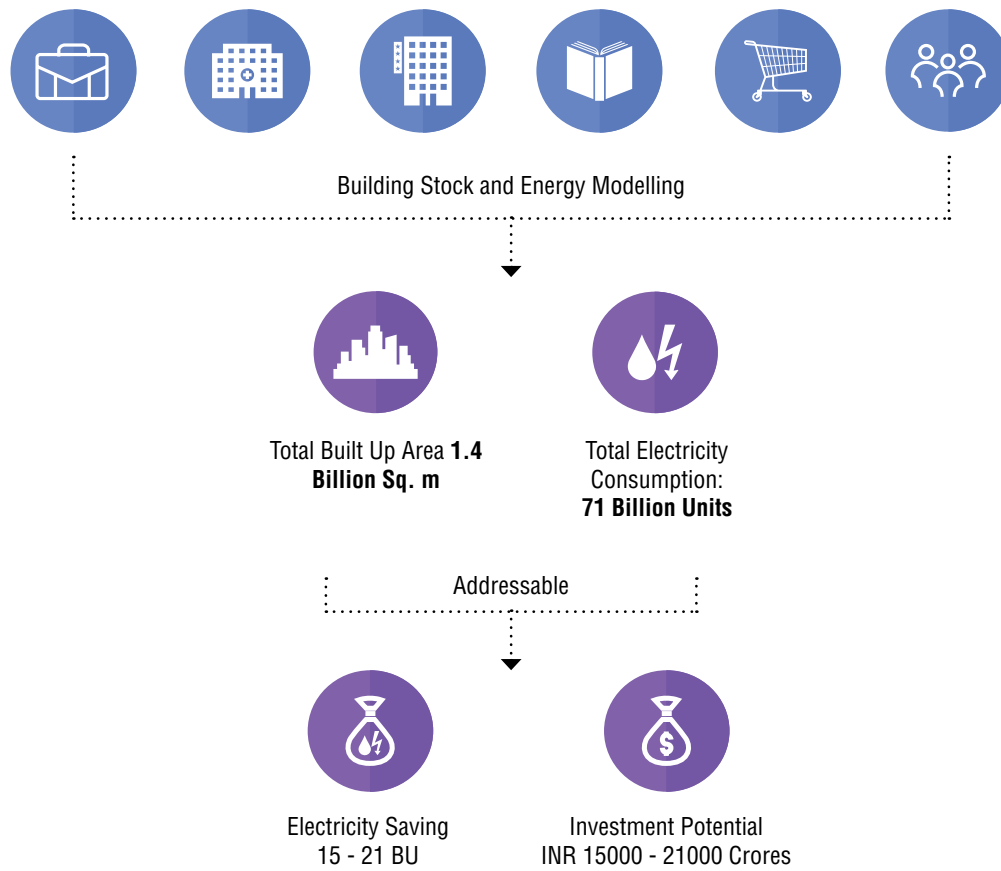 Building Stock and Energy Modelling
Total Built Up Area 1.4
Billion Sq. m
Total Electricity
Consumption:
71 Billion Units
Addressable
$
Electricity Saving
15 - 21 BU
Investment Potential
INR 15000 - 21000 Crores